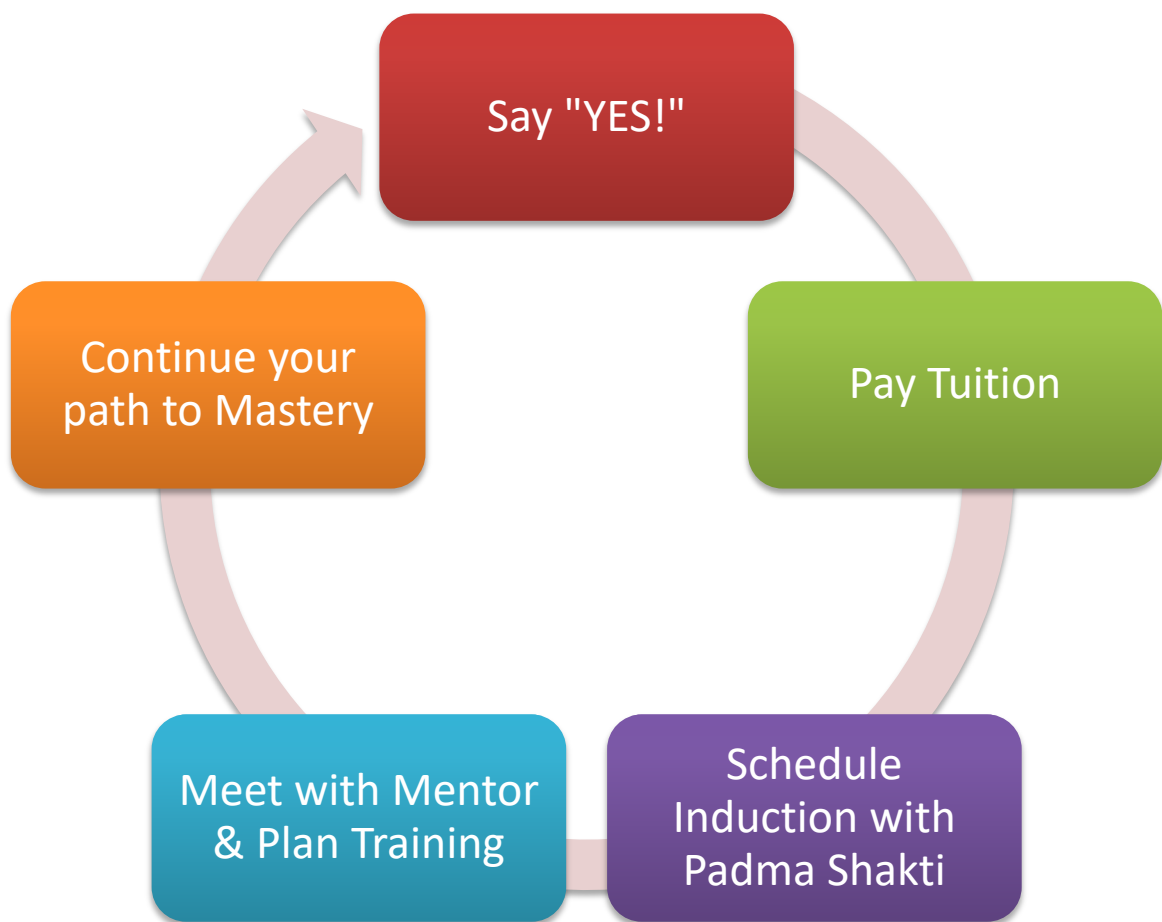 Say "YES!"
Pay Tuition
Schedule
Induction with
Padma Shakti
Meet with Mentor
& Plan Training
Continue your
path to Mastery